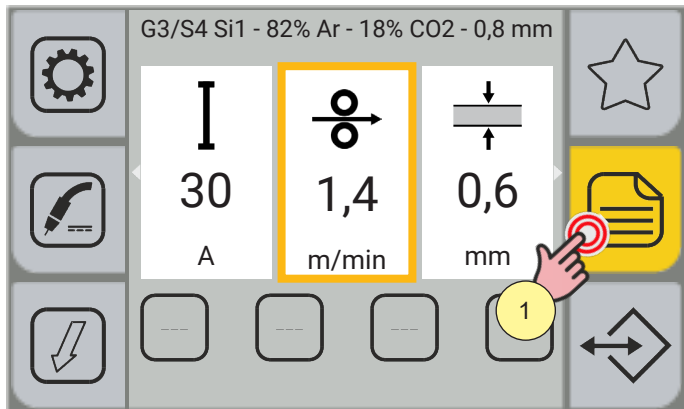 G3/S4 Si1 - 82% Ar - 18% CO2 - 0,8 mm
30 1,4 0,6
A m/min mm
1
--- --- ---